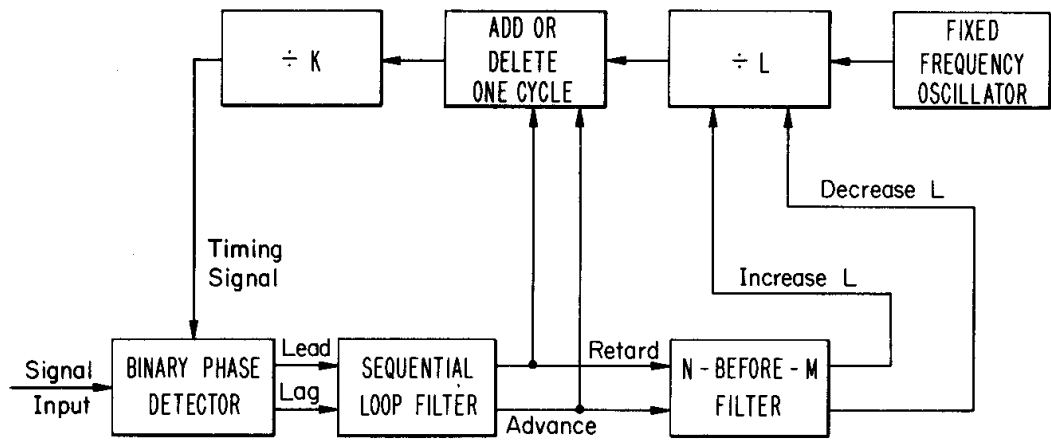 ÷ K
ADD OR
DELETE
ONE CYCLE
÷ L
FIXED
FREQUENCY
OSCILLATOR
Decrease L
Timing
Signal
Increase L
Signal
Input
BINARY PHASE
DETECTOR
Lead
Lag
SEQUENTIAL
LOOP FILTER
Retard
Advance
N - BEFORE - M
FILTER